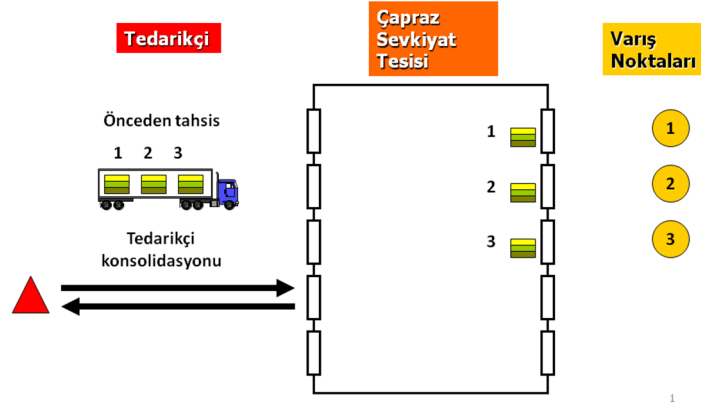 Tedarikçi
Çapraz
Sevkiyat
Tesisi
Varış
Noktaları
Önceden tahsis
1 2 3
Tedarikçi
konsolidasyonu
1
2
3
1
2
3
1